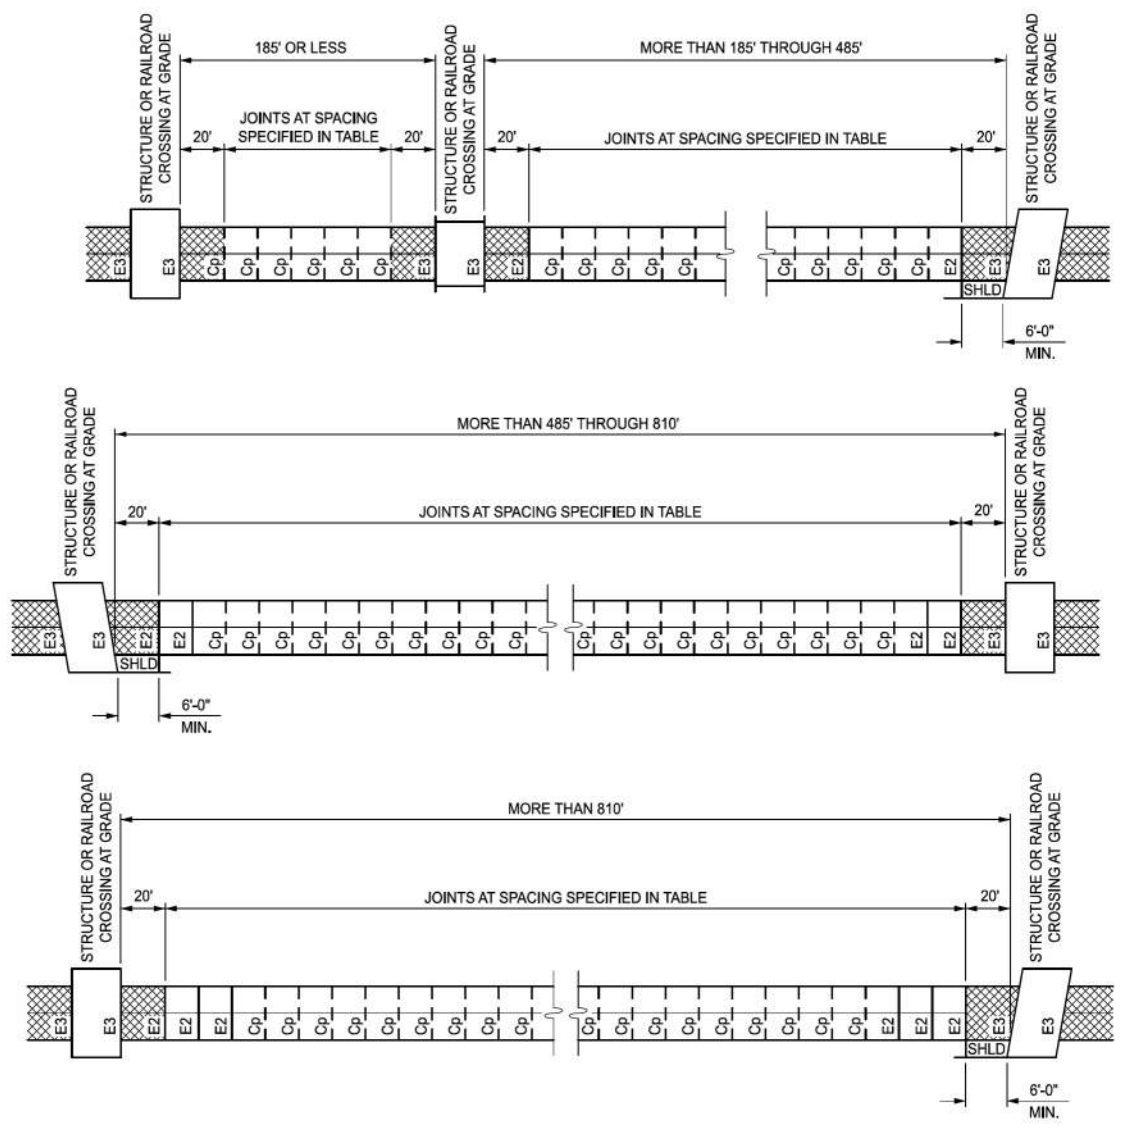 STRUCTURE OR RAILROAD
CROSSING AT GRADE
185' OR LESS
STRUCTURE OR RAILROAD
CROSSING AT GRADE
MORE THAN 185' THROUGH 485'
STRUCTURE OR RAILROAD
CROSSING AT GRADE
20'
JOINTS AT SPACING
SPECIFIED IN TABLE
20'
20'
JOINTS AT SPACING SPECIFIED IN TABLE
20'
E3 E3 Cp Cp Cp Cp Cp Cp E3 E3 E2 Cp Cp Cp Cp Cp Cp Cp Cp Cp Cp E2 E3 E3
SHLD
6'-0"
MIN.
STRUCTURE OR RAILROAD
CROSSING AT GRADE
MORE THAN 485' THROUGH 810'
STRUCTURE OR RAILROAD
CROSSING AT GRADE
20'
JOINTS AT SPACING SPECIFIED IN TABLE
20'
E3 E3 E2 E2 Cp Cp Cp Cp Cp Cp Cp Cp Cp Cp Cp Cp Cp Cp Cp Cp Cp Cp Cp Cp E2 E2 E3 E3
SHLD
6'-0"
MIN.
STRUCTURE OR RAILROAD
CROSSING AT GRADE
MORE THAN 810'
STRUCTURE OR RAILROAD
CROSSING AT GRADE
20'
JOINTS AT SPACING SPECIFIED IN TABLE
20'
E3 E3 E2 E2 E2 Cp Cp Cp Cp Cp Cp Cp Cp Cp Cp Cp Cp Cp Cp Cp Cp Cp Cp E2 E2 E2 E3 E3
SHLD
6'-0"
MIN.